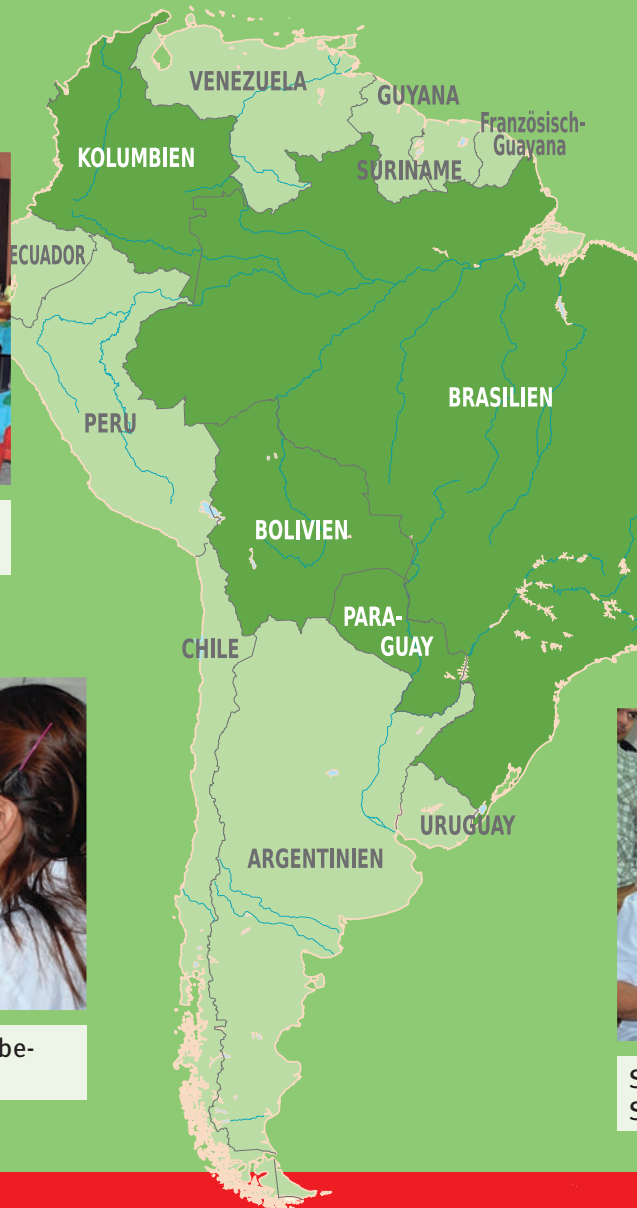 VENEZUELA
GUYANA
Französisch-
Guayana
KOLUMBIEN
SURINAME
ECUADOR
BRASILIEN
PERU
BOLIVIEN
PARA-
GUAY
CHILE
URUGUAY
ARGENTINIEN
be-
S
S